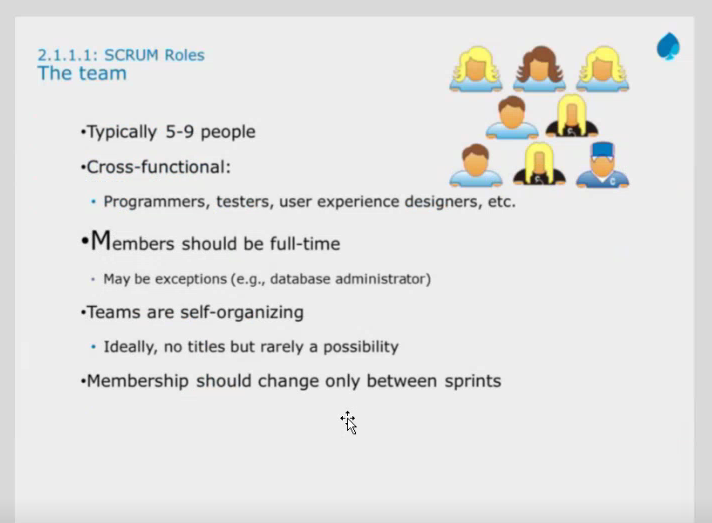 2.1.1.1: SCRUM Roles
The team
•Typically 5-9 people
•Cross-functional:
• Programmers, testers, user experience designers, etc.
•Members should be full-time
• May be exceptions (e.g., database administrator)
•Teams are self-organizing
• Ideally, no titles but rarely a possibility
•Membership should change only between sprints